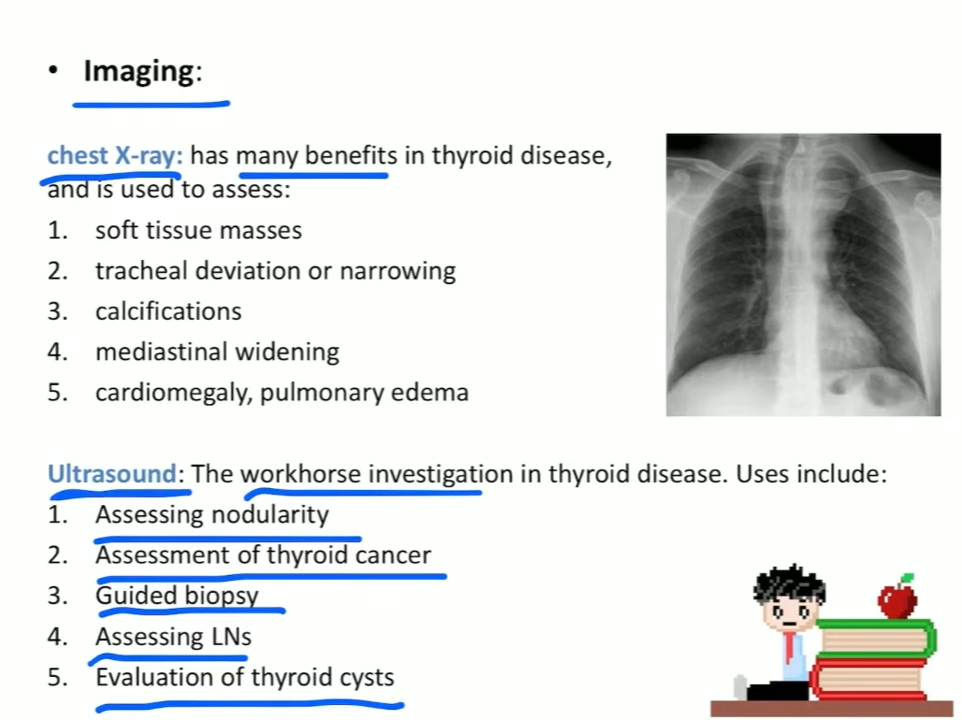 • Imaging:
chest X-ray: has many benefits in thyroid disease,
and is used to assess:
1. soft tissue masses
2. tracheal deviation or narrowing
3. calcifications
4. mediastinal widening
5. cardiomegaly, pulmonary edema
Ultrasound: The workhorse investigation in thyroid disease. Uses include:
1. Assessing nodularity
2. Assessment of thyroid cancer
3. Guided biopsy
4. Assessing LNs
5. Evaluation of thyroid cysts